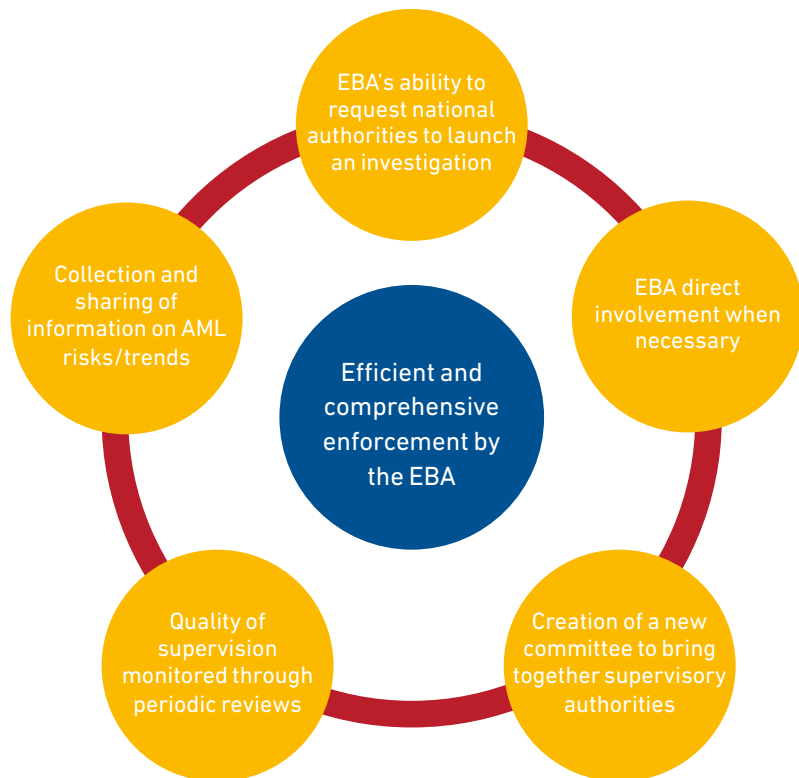 EBA’s ability to
request national
authorities to launch
an investigation
Collection and
sharing of
information on AML
risks/trends
EBA direct
involvement when
necessary
Efficient and
comprehensive
enforcement by
the EBA
Quality of
supervision
monitored through
periodic reviews
Creation of a new
committee to bring
together supervisory
authorities